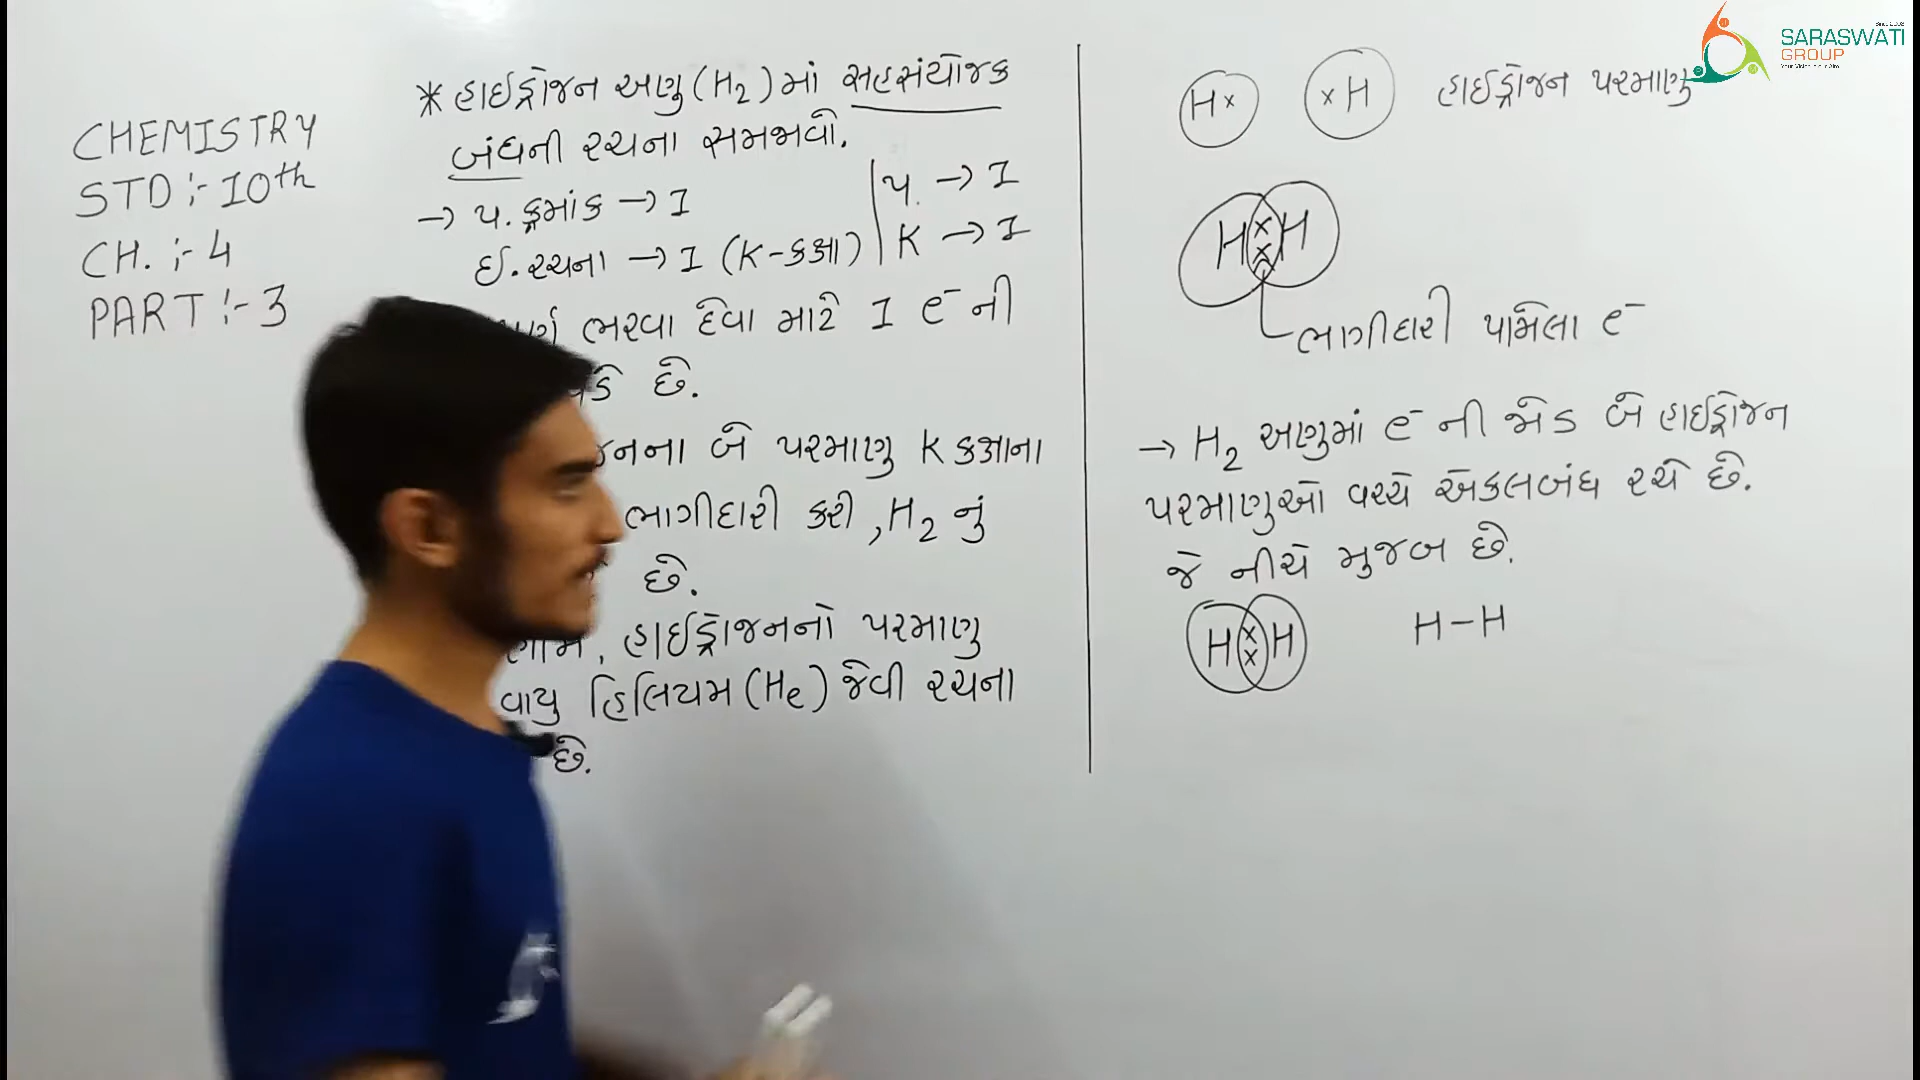 CHEMISTRY
STD :- 10th
CH. :- 4
PART :- 3
* હાઈડ્રોજન અણુ (H2) માં સહસંયોજક
બંધની રચના સમજાવો.
→ પ. ક્રમાંક → 1
ઈ. રચના → 1 (K-કક્ષા)
પ. → 1
K → 1
ભરવા દેવા માટે 1 e⁻ ની
છે.
બે પરમાણુ K કક્ષાના
ભાગીદારી કરી, H2 નું
છે.
, હાઈડ્રોજનનો પરમાણુ
વાયુ હિલિયમ (He) જેવી રચના
છે.
H× ×H હાઈડ્રોજન પરમાણુ
H××H
ભાગીદારી પામેલા e⁻
→ H2 અણુમાં e⁻ ની જોડ બે હાઈડ્રોજન
પરમાણુઓ વચ્ચે એકલબંધ રચે છે.
જે નીચે મુજબ છે.
H××H H-H
SARASWATI
GROUP